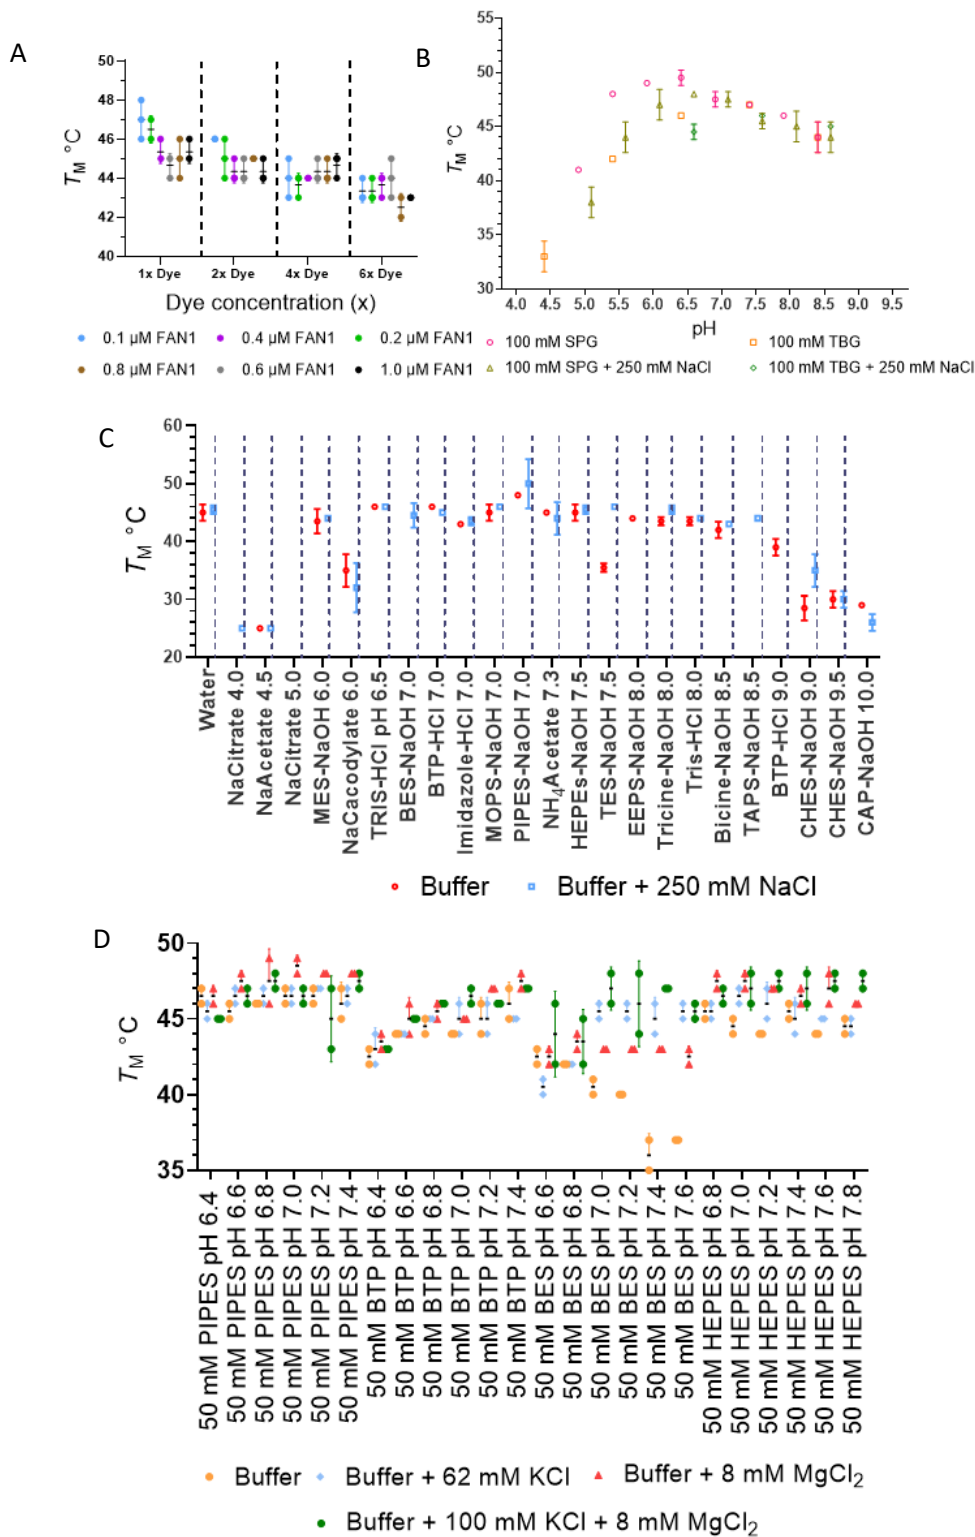 A
50
48
46
44
42
40
TM °C
1x Dye 2x Dye 4x Dye 6x Dye
Dye concentration (x)
0.1 µM FAN1 0.4 µM FAN1 0.2 µM FAN1
0.8 µM FAN1 0.6 µM FAN1 1.0 µM FAN1
B
55
50
45
40
35
30
TM °C
4.0 4.5 5.0 5.5 6.0 6.5 7.0 7.5 8.0 8.5 9.0 9.5
pH
100 mM SPG 100 mM TBG
100 mM SPG + 250 mM NaCl 100 mM TBG + 250 mM NaCl
C
60
50
40
30
20
TM °C
Water
NaCitrate 4.0
NaAcetate 4.5
NaCitrate 5.0
MES-NaOH 6.0
NaCacodylate 6.0
TRIS-HCl pH 6.5
BES-NaOH 7.0
BTP-HCl 7.0
Imidazole-HCl 7.0
MOPS-NaOH 7.0
PIPES-NaOH 7.0
NH4Acetate 7.3
HEPEs-NaOH 7.5
TES-NaOH 7.5
EEPS-NaOH 8.0
Tricine-NaOH 8.0
Tris-HCl 8.0
Bicine-NaOH 8.5
TAPS-NaOH 8.5
BTP-HCl 9.0
CHES-NaOH 9.0
CHES-NaOH 9.5
CAP-NaOH 10.0
Buffer Buffer + 250 mM NaCl
D
50
45
40
35
TM °C
50 mM PIPES pH 6.4
50 mM PIPES pH 6.6
50 mM PIPES pH 6.8
50 mM PIPES pH 7.0
50 mM PIPES pH 7.2
50 mM PIPES pH 7.4
50 mM BTP pH 6.4
50 mM BTP pH 6.6
50 mM BTP pH 6.8
50 mM BTP pH 7.0
50 mM BTP pH 7.2
50 mM BTP pH 7.4
50 mM BES pH 6.6
50 mM BES pH 6.8
50 mM BES pH 7.0
50 mM BES pH 7.2
50 mM BES pH 7.4
50 mM BES pH 7.6
50 mM HEPES pH 6.8
50 mM HEPES pH 7.0
50 mM HEPES pH 7.2
50 mM HEPES pH 7.4
50 mM HEPES pH 7.6
50 mM HEPES pH 7.8
Buffer Buffer + 62 mM KCl Buffer + 8 mM MgCl2
Buffer + 100 mM KCl + 8 mM MgCl2